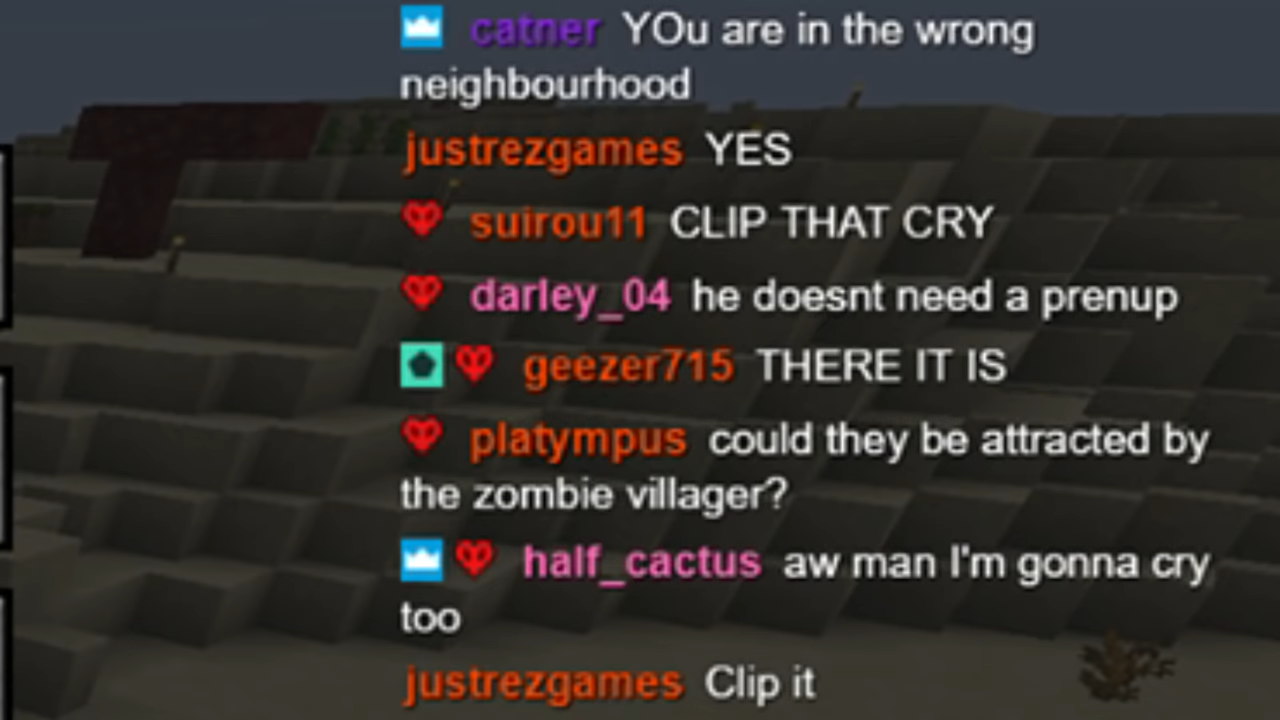 catner YOu are in the wrong
neighbourhood
justrezgames YES
suirou11 CLIP THAT CRY
darley_04 he doesnt need a prenup
geezer715 THERE IT IS
platympus could they be attracted by
the zombie villager?
half_cactus aw man I'm gonna cry
too
justrezgames Clip it